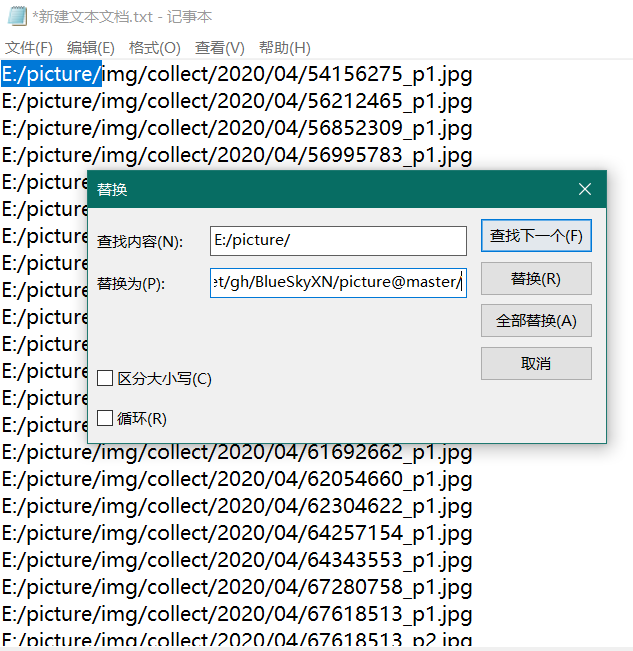 *新建文本文档.txt - 记事本
文件(F) 编辑(E) 格式(O) 查看(V) 帮助(H)
E:/picture/img/collect/2020/04/54156275_p1.jpg
E:/picture/img/collect/2020/04/56212465_p1.jpg
E:/picture/img/collect/2020/04/56852309_p1.jpg
E:/picture/img/collect/2020/04/56995783_p1.jpg
E:/picture
替换
E:/picture
E:/picture
查找内容(N): E:/picture/ 查找下一个(F)
E:/picture
替换为(P): et/gh/BlueSkyXN/picture@master/ 替换(R)
E:/picture
E:/picture
全部替换(A)
E:/picture
取消
E:/picture
区分大小写(C)
E:/picture
循环(R)
E:/picture
E:/picture/img/collect/2020/04/61692662_p1.jpg
E:/picture/img/collect/2020/04/62054660_p1.jpg
E:/picture/img/collect/2020/04/62304622_p1.jpg
E:/picture/img/collect/2020/04/64257154_p1.jpg
E:/picture/img/collect/2020/04/64343553_p1.jpg
E:/picture/img/collect/2020/04/67280758_p1.jpg
E:/picture/img/collect/2020/04/67618513_p1.jpg
E:/picture/img/collect/2020/04/67618513_p2.jpg